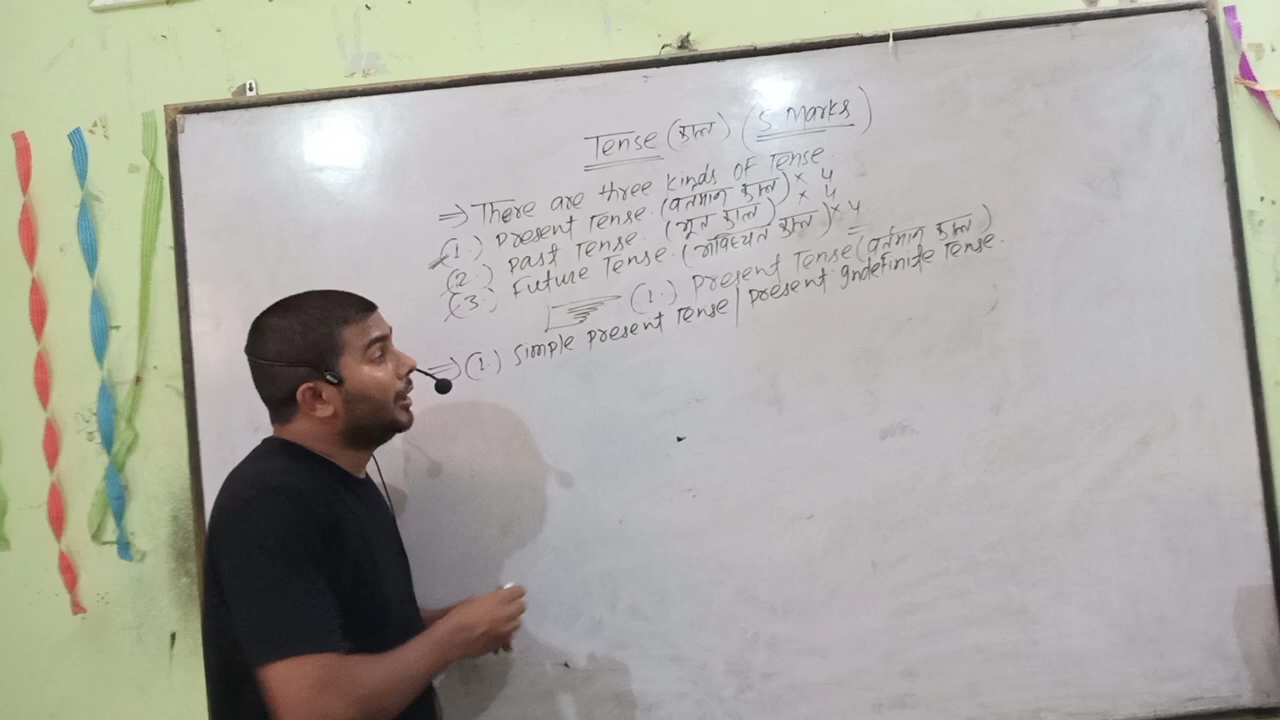 Tense (काल) (5 Marks)
⇒ There are three kinds of Tense.
(1.) Present Tense. (वर्तमान काल) × 4
(2.) Past Tense. (भूत काल) × 4
(3.) Future Tense. (भविष्यत काल) × 4
(1.) Present Tense (वर्तमान काल)
⇒ (1.) Simple Present Tense | Present Indefinite Tense.